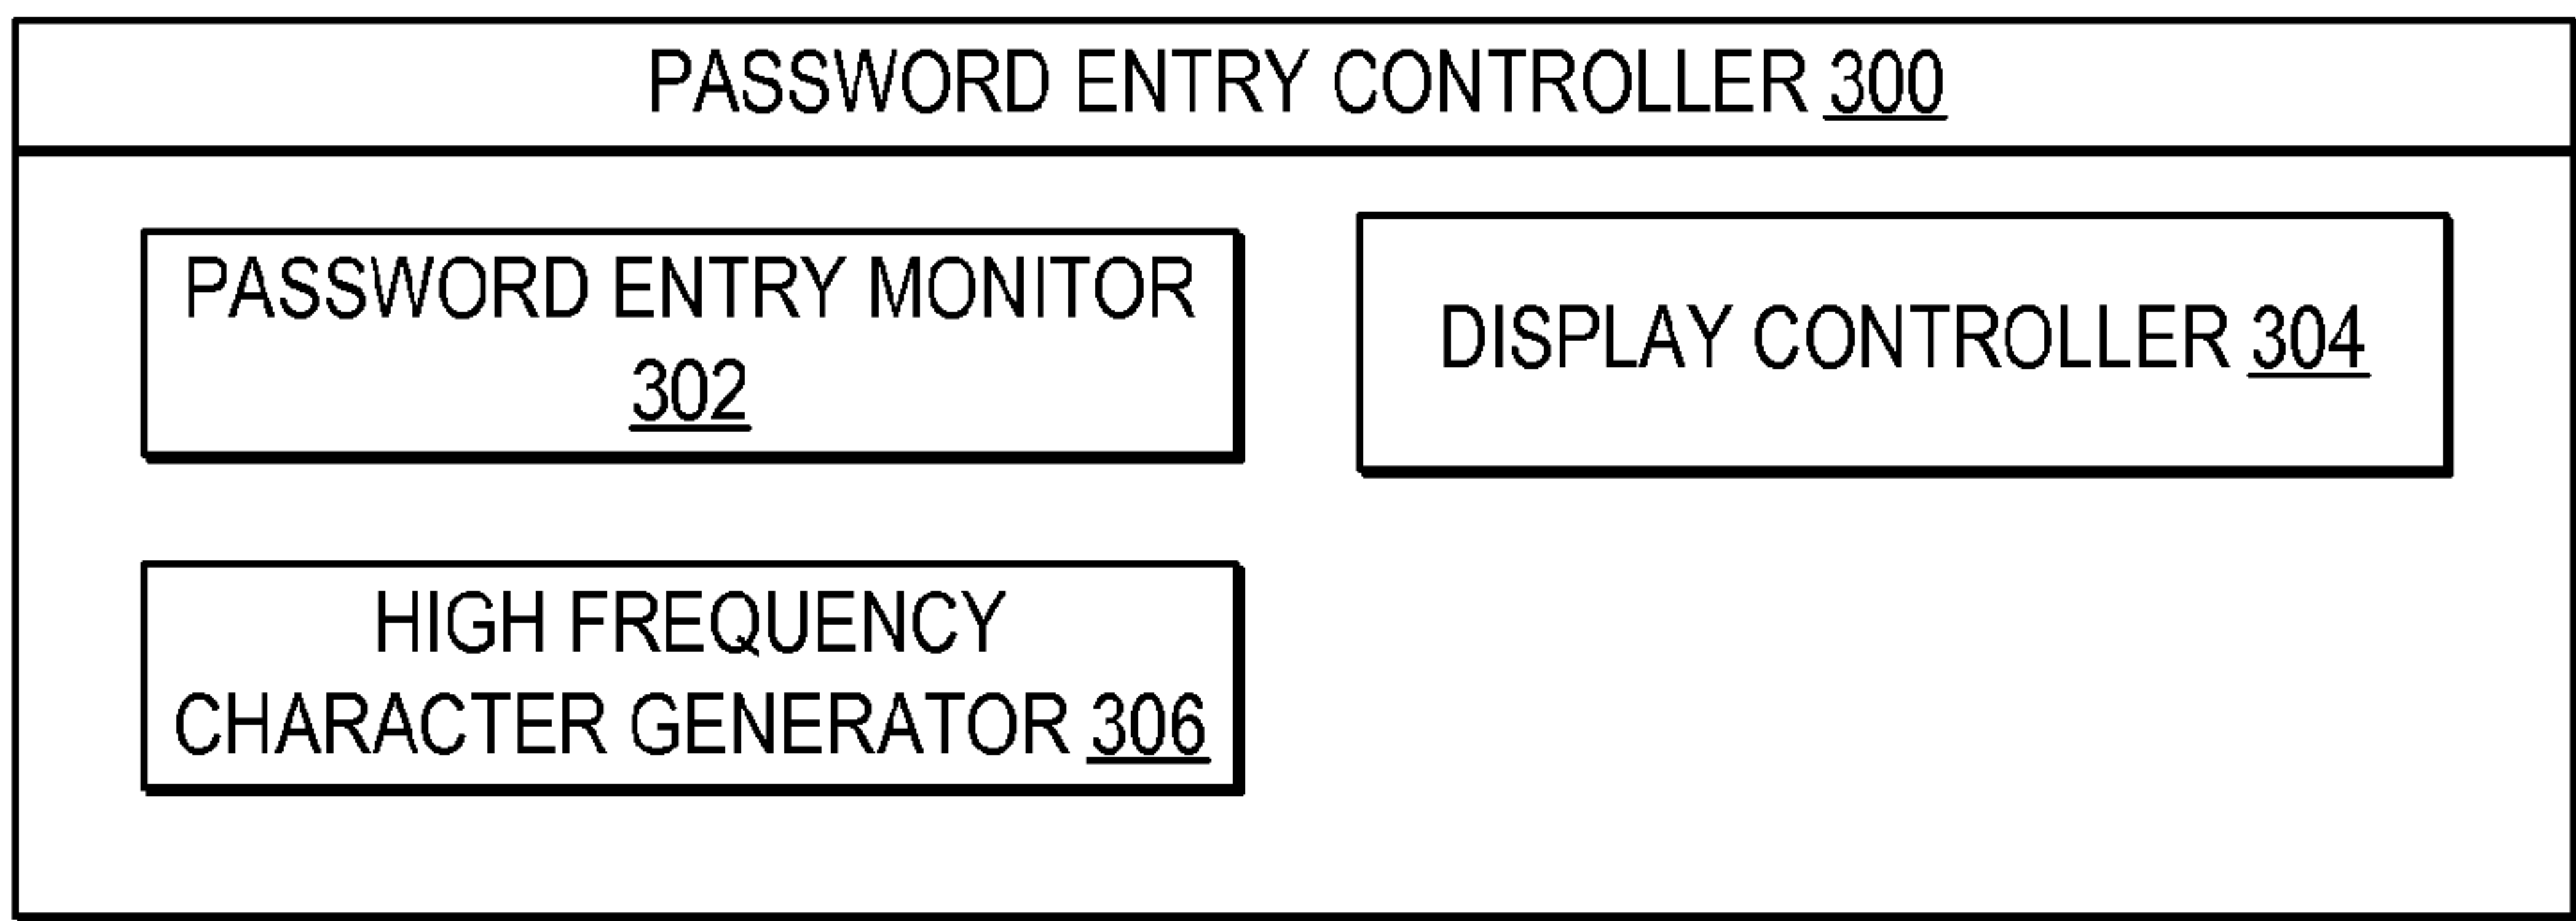 PASSWORD ENTRY CONTROLLER 300
PASSWORD ENTRY MONITOR
302
DISPLAY CONTROLLER 304
HIGH FREQUENCY
CHARACTER GENERATOR 306